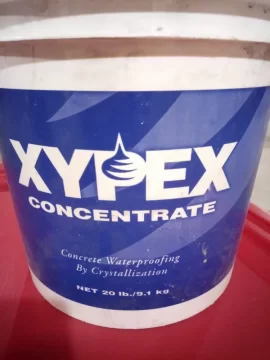 XYPEX
CONCENTRATE
Concrete Waterproofing
By Crystallization
NET 20 lb./9.1 kg